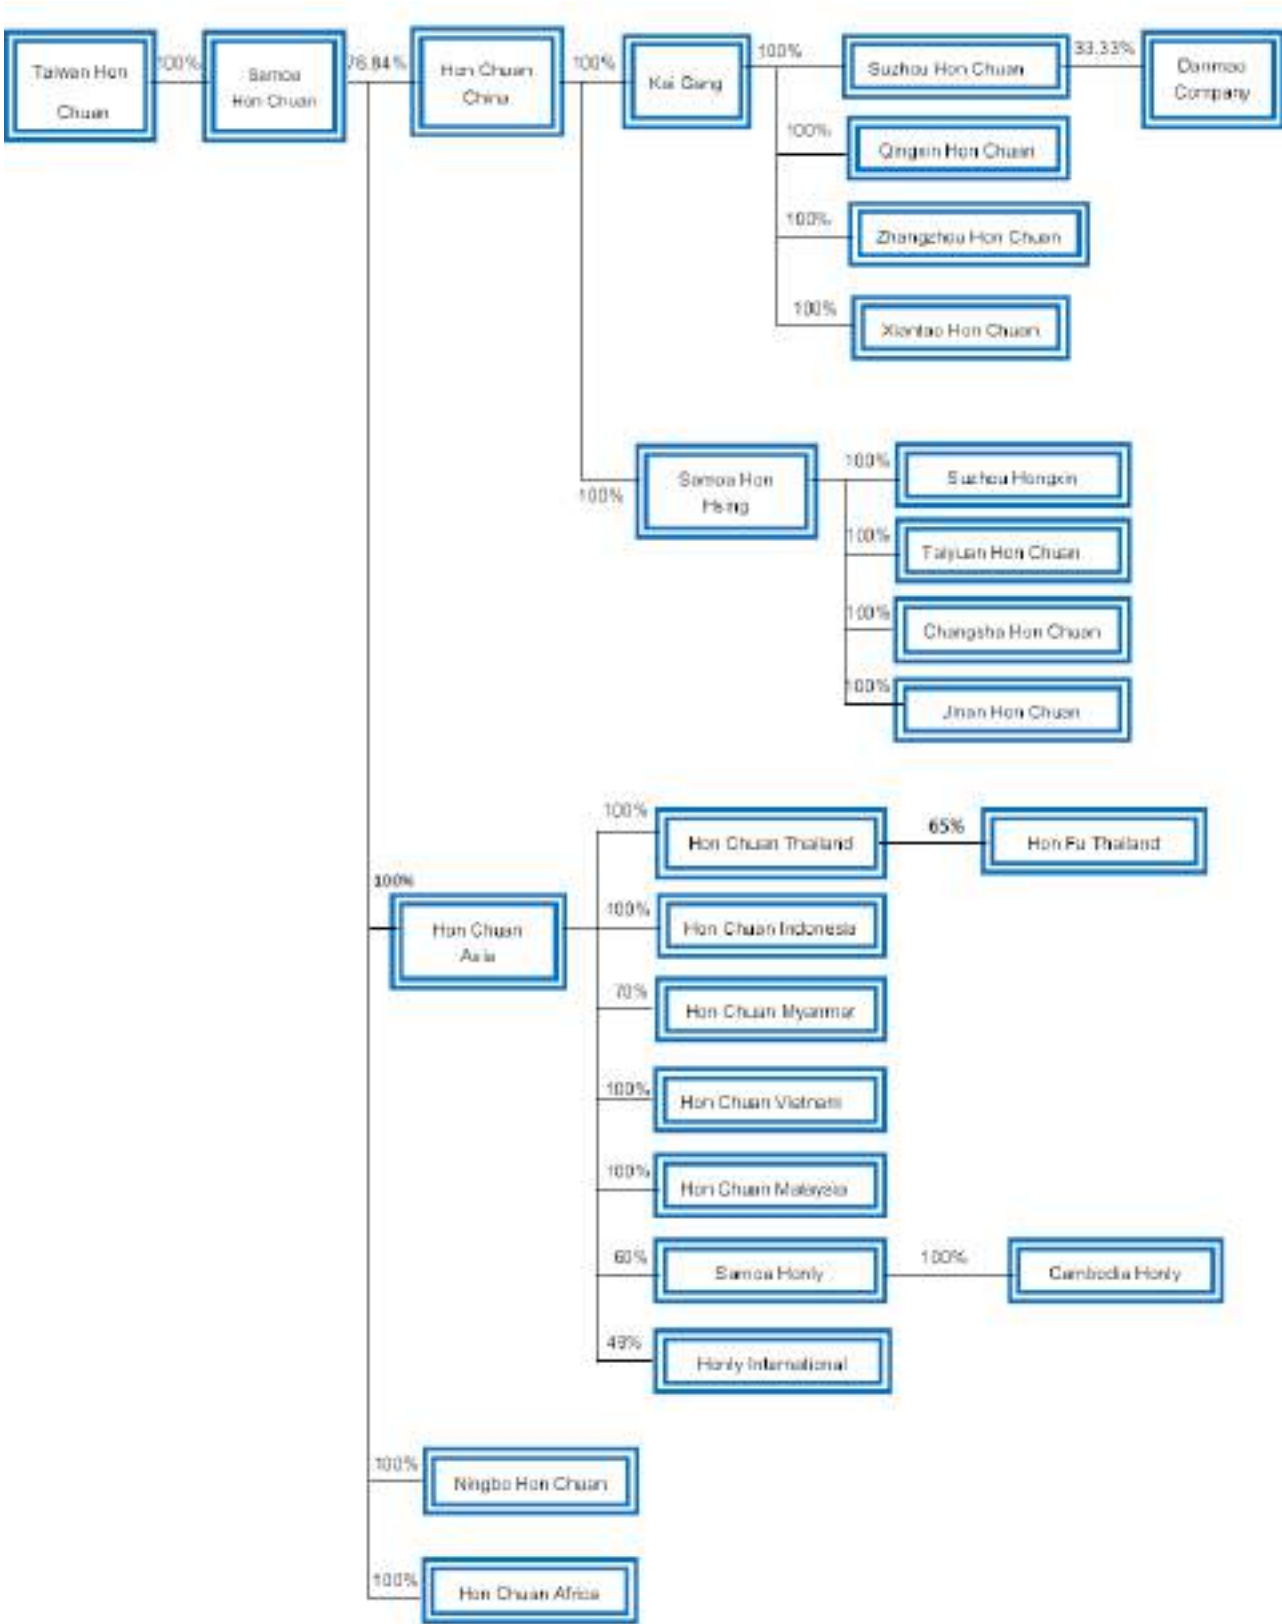 Taiwan Hon
Chuan
100%
Samoa
Hon Chuan
76.84%
Hon Chuan
China
100%
Kai Gang
100%
Suzhou Hon Chuan
33.33%
Danmao
Company
100%
Qingxin Hon Chuan
100%
Zhangzhou Hon Chuan
100%
Xiantao Hon Chuan
100%
Samoa Hon
Hsing
100%
Suzhou Hongxin
100%
Taiyuan Hon Chuan
100%
Changsha Hon Chuan
100%
Jinan Hon Chuan
100%
Hon Chuan
Asia
100%
Hon Chuan Thailand
65%
Hon Fu Thailand
100%
Hon Chuan Indonesia
70%
Hon Chuan Myanmar
100%
Hon Chuan Vietnam
100%
Hon Chuan Malaysia
60%
Samoa Honly
100%
Cambodia Honly
49%
Honly International
100%
Ningbo Hon Chuan
100%
Hon Chuan Africa